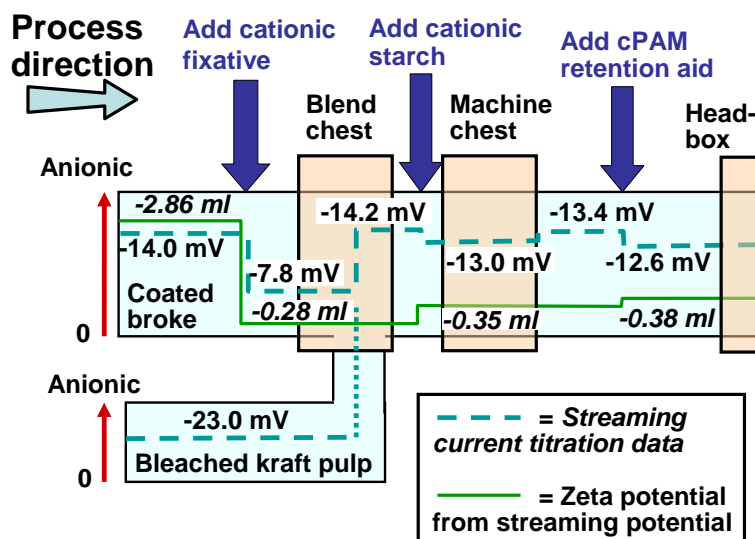 Process
direction
Add cationic
fixative
Add cationic
starch
Add cPAM
retention aid
Blend
chest
Machine
chest
Head-
box
Anionic
-2.86 ml
-14.0 mV
-7.8 mV
-14.2 mV
-13.0 mV
-13.4 mV
-12.6 mV
Coated
broke
-0.28 ml
-0.35 ml
-0.38 ml
0
Anionic
-23.0 mV
Bleached kraft pulp
0
= Streaming
current titration data
= Zeta potential
from streaming potential